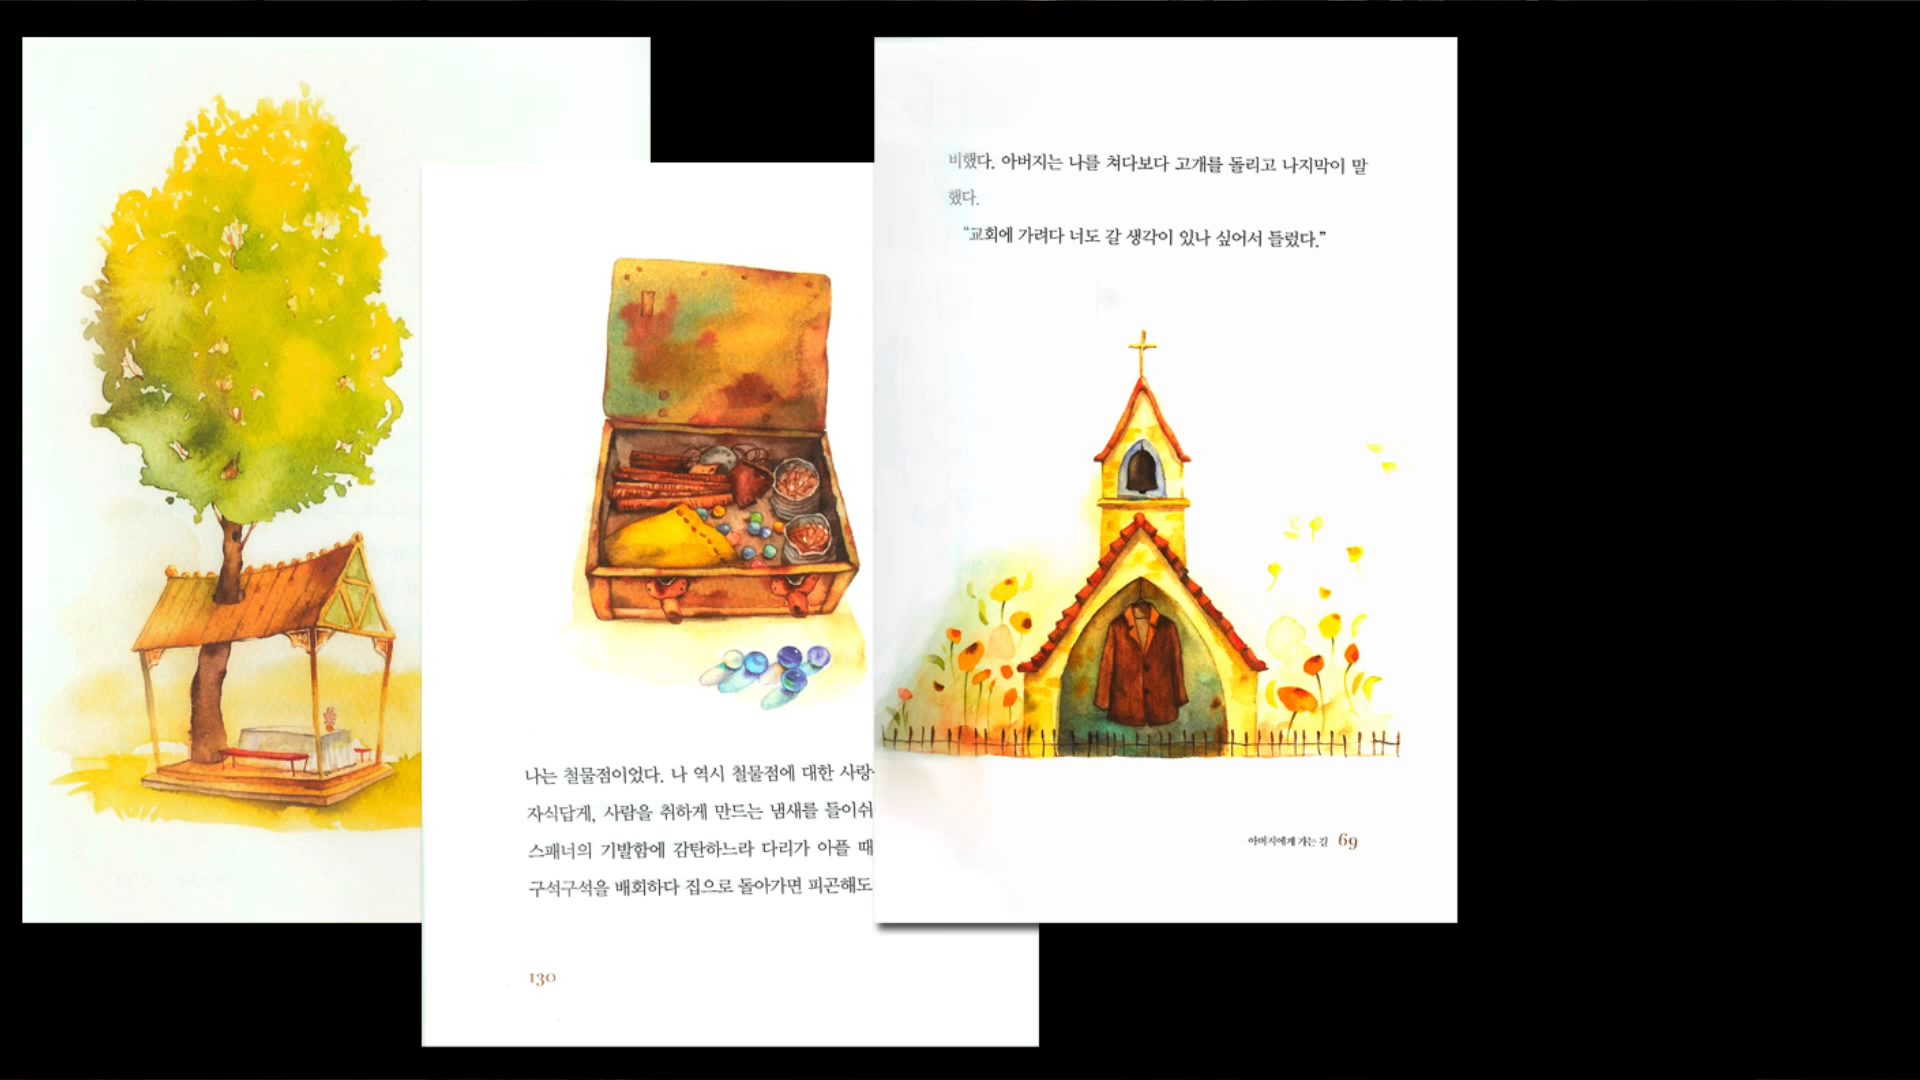 나는 철물점이었다. 나 역시 철물점에 대한
자식답게, 사람을 취하게 만드는 냄새를
스패너의 기발함에 감탄하느라 다리가 아플 때
구석구석을 배회하다 집으로 돌아가면 피곤해도
130
비했다. 아버지는 나를 쳐다보다 고개를 돌리고 나지막이 말
했다.
“교회에 가려다 너도 갈 생각이 있나 싶어서 들렀다.”
아버지에게 가는 길 69